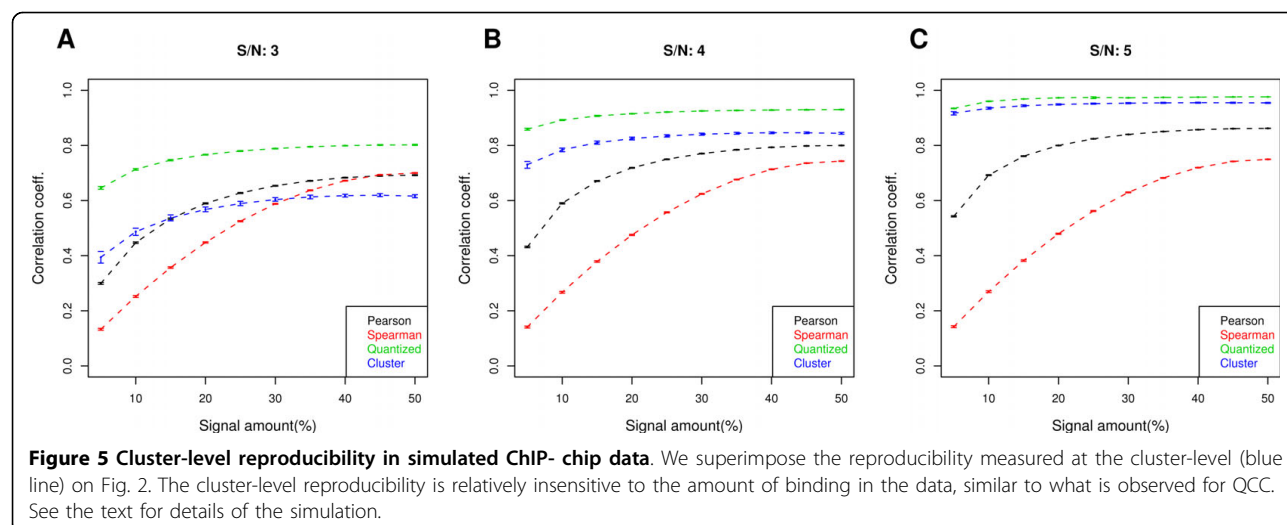 A
S/N: 3
Correlation coeff.
1.0
0.8
0.6
0.4
0.2
0.0
10 20 30 40 50
Signal amount(%)
Pearson
Spearman
Quantized
Cluster
B
S/N: 4
Correlation coeff.
1.0
0.8
0.6
0.4
0.2
0.0
10 20 30 40 50
Signal amount(%)
Pearson
Spearman
Quantized
Cluster
C
S/N: 5
Correlation coeff.
1.0
0.8
0.6
0.4
0.2
0.0
10 20 30 40 50
Signal amount(%)
Pearson
Spearman
Quantized
Cluster
Figure 5 Cluster-level reproducibility in simulated ChIP- chip data. We superimpose the reproducibility measured at the cluster-level (blue
line) on Fig. 2. The cluster-level reproducibility is relatively insensitive to the amount of binding in the data, similar to what is observed for QCC.
See the text for details of the simulation.